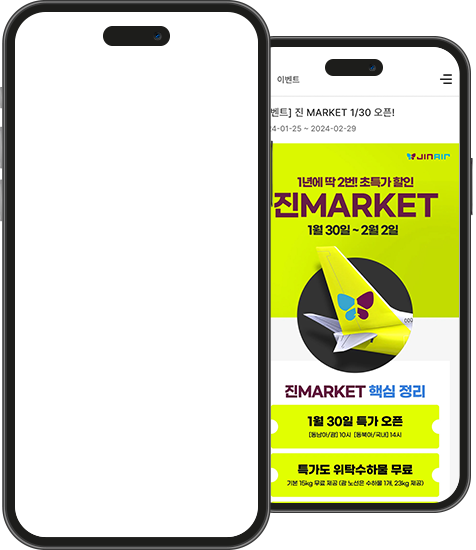 이벤트
벤트] 진 MARKET 1/30 오픈!
24-01-25 ~ 2024-02-29
JINAIR
1년에 딱 2번! 초특가 할인
진MARKET
1월 30일 ~ 2월 2일
진MARKET 핵심 정리
1월 30일 특가 오픈
[동남아/괌] 10시 [동북아/국내] 14시
특가도 위탁수하물 무료
기본 15kg 무료 제공 (괌 노선은 수하물 1개, 23kg 제공)